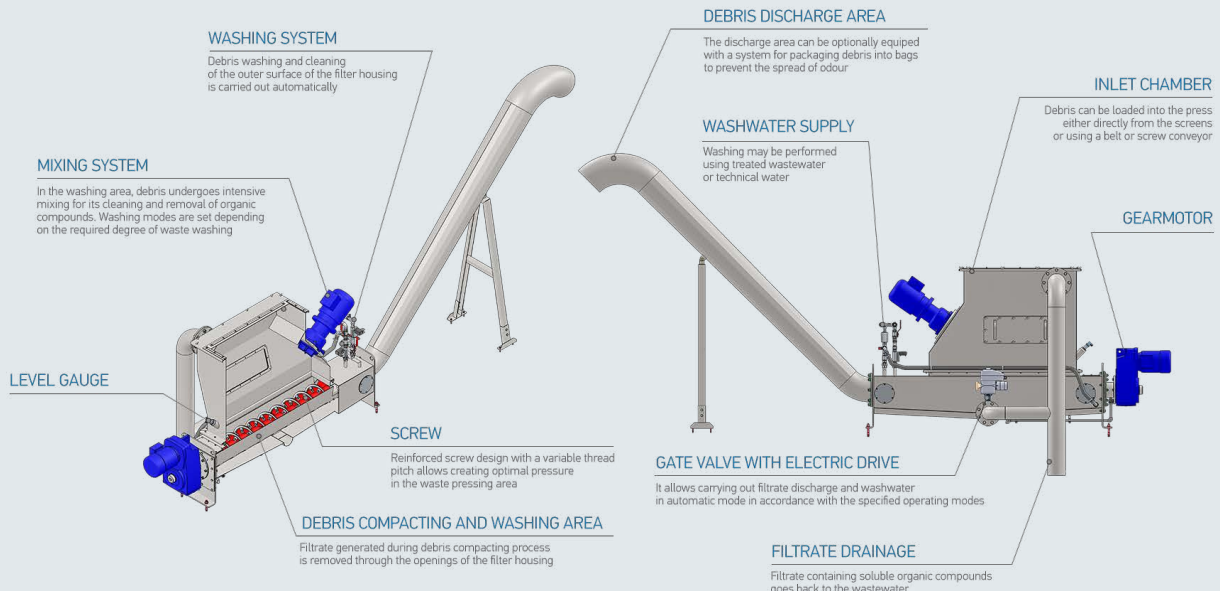 WASHING SYSTEM
Debris washing and cleaning
of the outer surface of the filter housing
is carried out automatically
MIXING SYSTEM
In the washing area, debris undergoes intensive
mixing for its cleaning and removal of organic
compounds. Washing modes are set depending
on the required degree of waste washing
LEVEL GAUGE
SCREW
Reinforced screw design with a variable thread
pitch allows creating optimal pressure
in the waste pressing area
DEBRIS COMPACTING AND WASHING AREA
Filtrate generated during debris compacting process
is removed through the openings of the filter housing
DEBRIS DISCHARGE AREA
The discharge area can be optionally equiped
with a system for packaging debris into bags
to prevent the spread of odour
WASHWATER SUPPLY
Washing may be performed
using treated wastewater
or technical water
INLET CHAMBER
Debris can be loaded into the press
either directly from the screens
or using a belt or screw conveyor
GEARMOTOR
GATE VALVE WITH ELECTRIC DRIVE
It allows carrying out filtrate discharge and washwater
in automatic mode in accordance with the specified operating modes
FILTRATE DRAINAGE
Filtrate containing soluble organic compounds
goes back to the wastewater